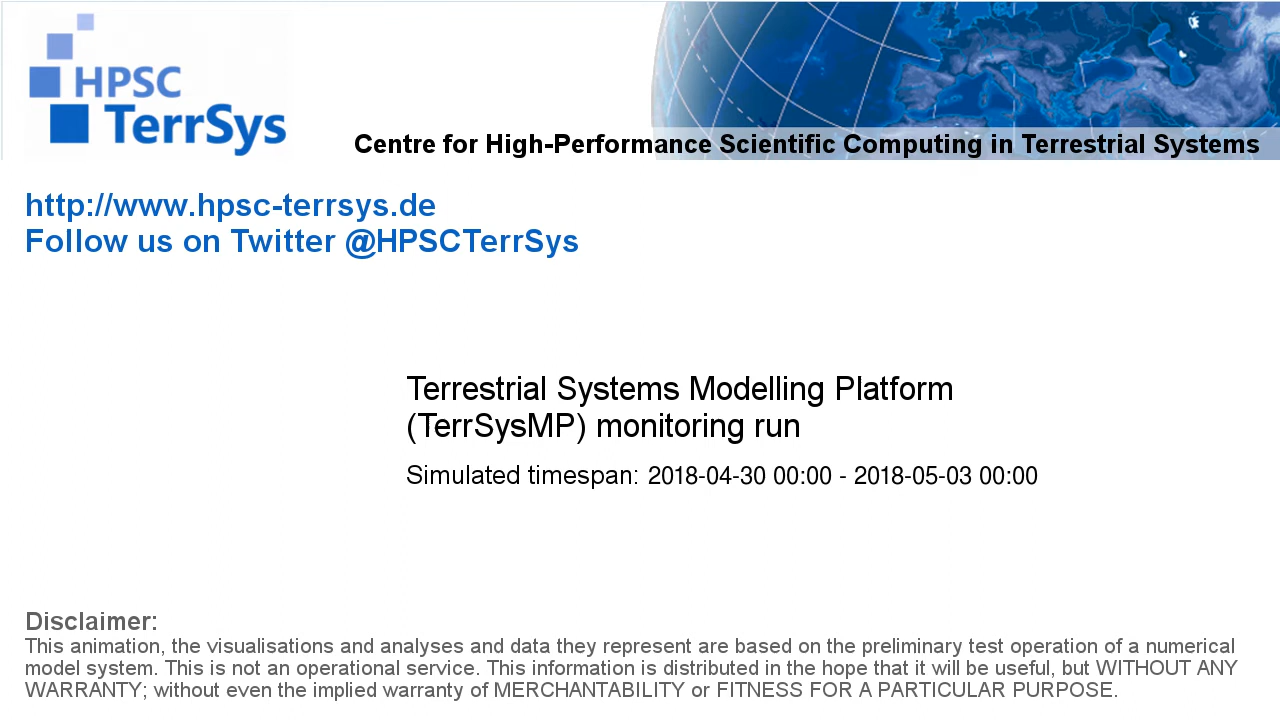 HPSC
TerrSys
Centre for High-Performance Scientific Computing in Terrestrial Systems
http://www.hpsc-terrsys.de
Follow us on Twitter @HPSCTerrSys
Terrestrial Systems Modelling Platform
(TerrSysMP) monitoring run
Simulated timespan: 2018-04-30 00:00 - 2018-05-03 00:00
Disclaimer:
This animation, the visualisations and analyses and data they represent are based on the preliminary test operation of a numerical
model system. This is not an operational service. This information is distributed in the hope that it will be useful, but WITHOUT ANY
WARRANTY; without even the implied warranty of MERCHANTABILITY or FITNESS FOR A PARTICULAR PURPOSE.